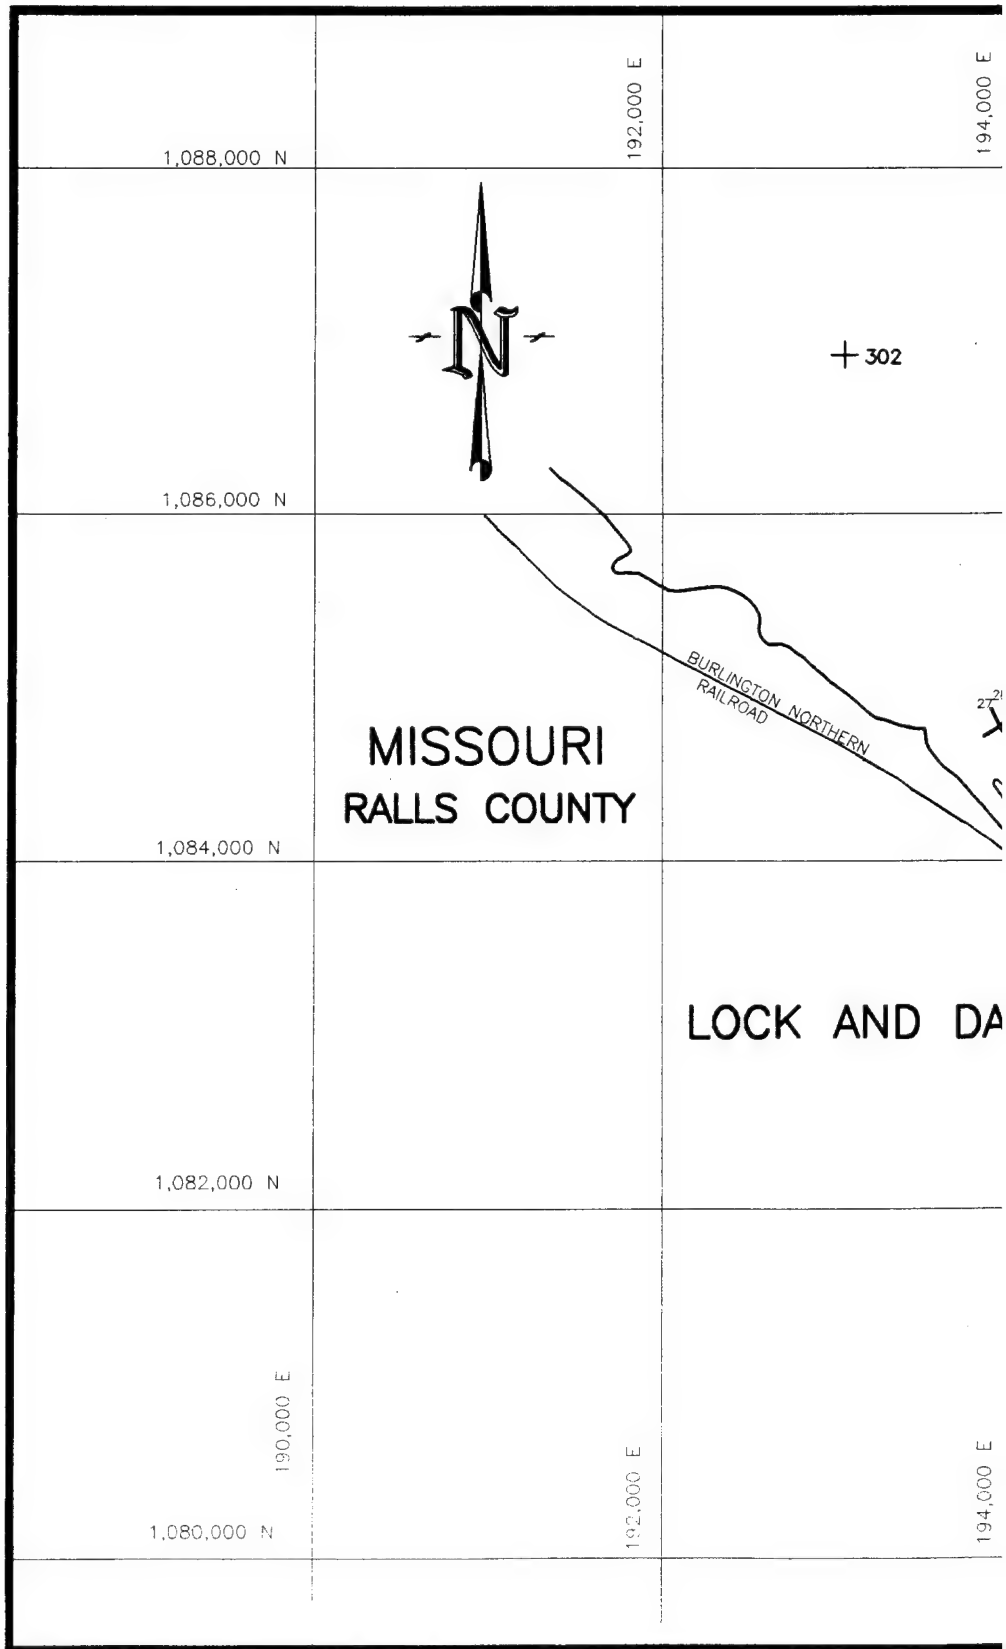 192,000 E
194,000 E
1,088,000 N
N
302
1,086,000 N
BURLINGTON NORTHERN
RAILROAD
27
MISSOURI
RALLS COUNTY
1,084,000 N
LOCK AND DA
1,082,000 N
190,000 E
192,000 E
194,000 E
1,080,000 N